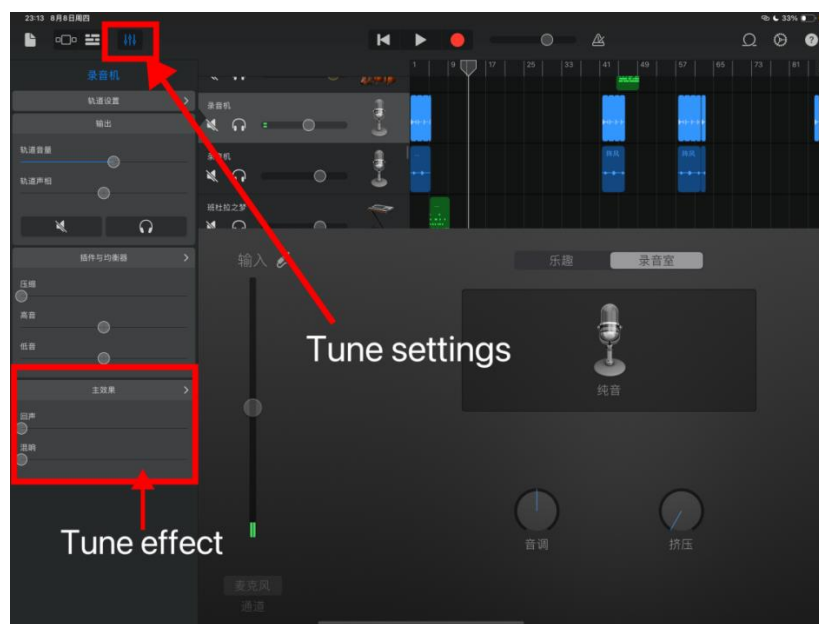 23:13 8月8日周四
33%
录音机
轨道设置
输出
轨道音量
轨道声相
插件与均衡器
压缩
高音
低音
主效果
回声
混响
1 9 17 25 33 41 49 57 65 73 81
录音机
录音机
班杜拉之梦
输入
乐趣 录音室
纯音
音调 挤压
麦克风
通道
Tune settings
Tune effect